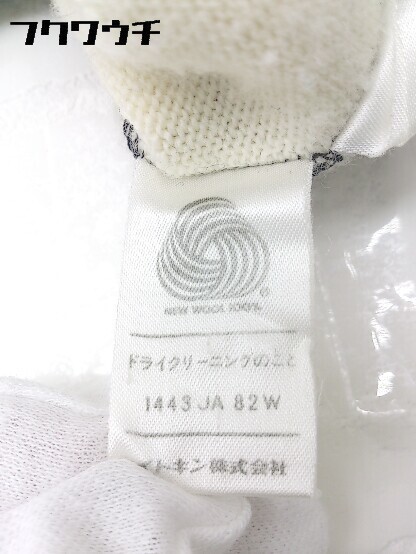 フクワウチ
®
NEW WOOL 100%
ドライクリーニングのこと
1443 JA 82W
イトキン株式会社